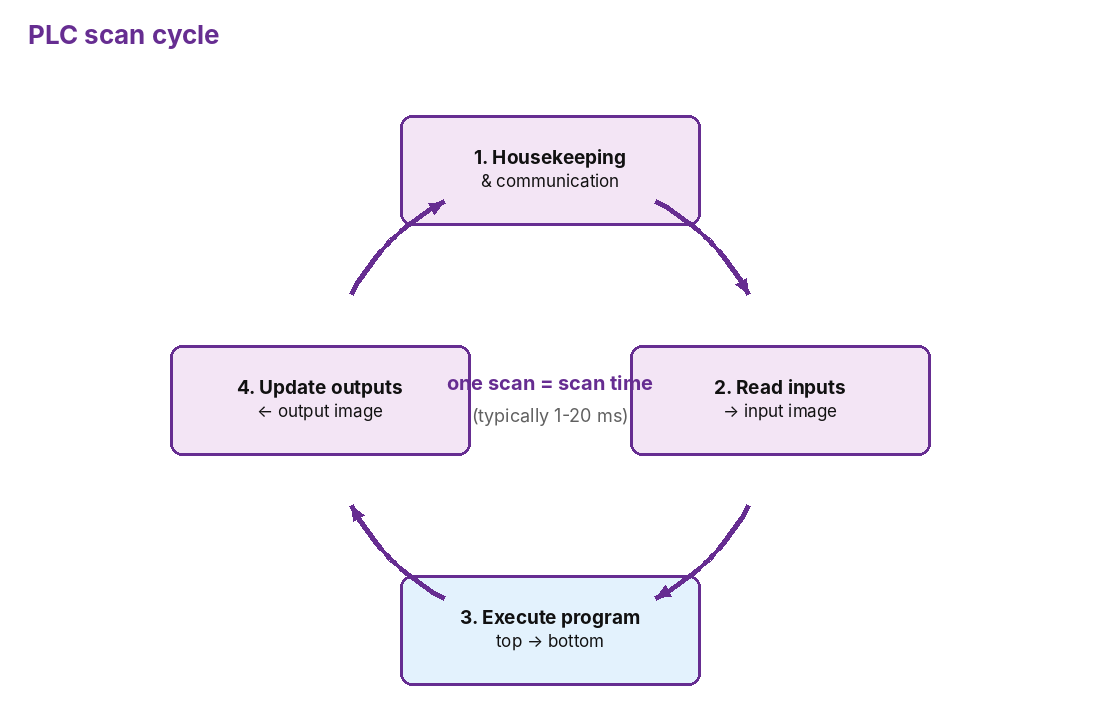 PLC scan cycle
1. Housekeeping
& communication
4. Update outputs
← output image
one scan = scan time
(typically 1-20 ms)
2. Read inputs
→ input image
3. Execute program
top → bottom